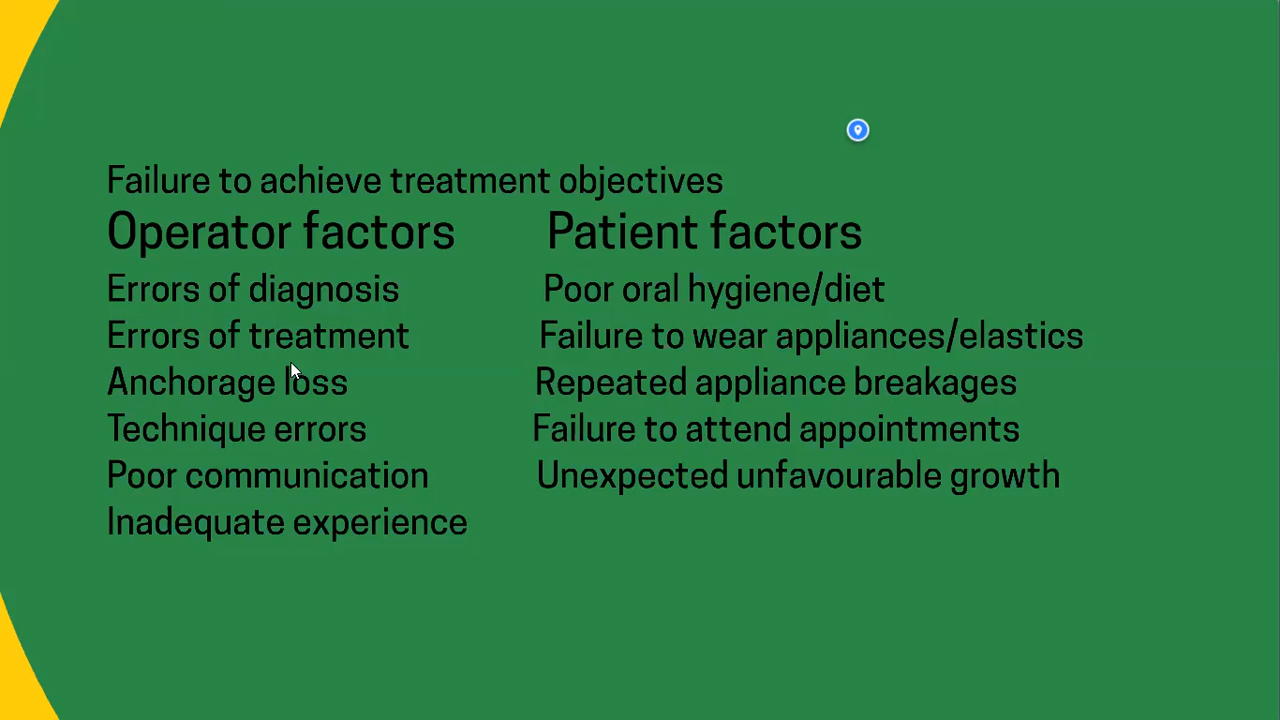 Failure to achieve treatment objectives
Operator factors Patient factors
Errors of diagnosis Poor oral hygiene/diet
Errors of treatment Failure to wear appliances/elastics
Anchorage loss Repeated appliance breakages
Technique errors Failure to attend appointments
Poor communication Unexpected unfavourable growth
Inadequate experience